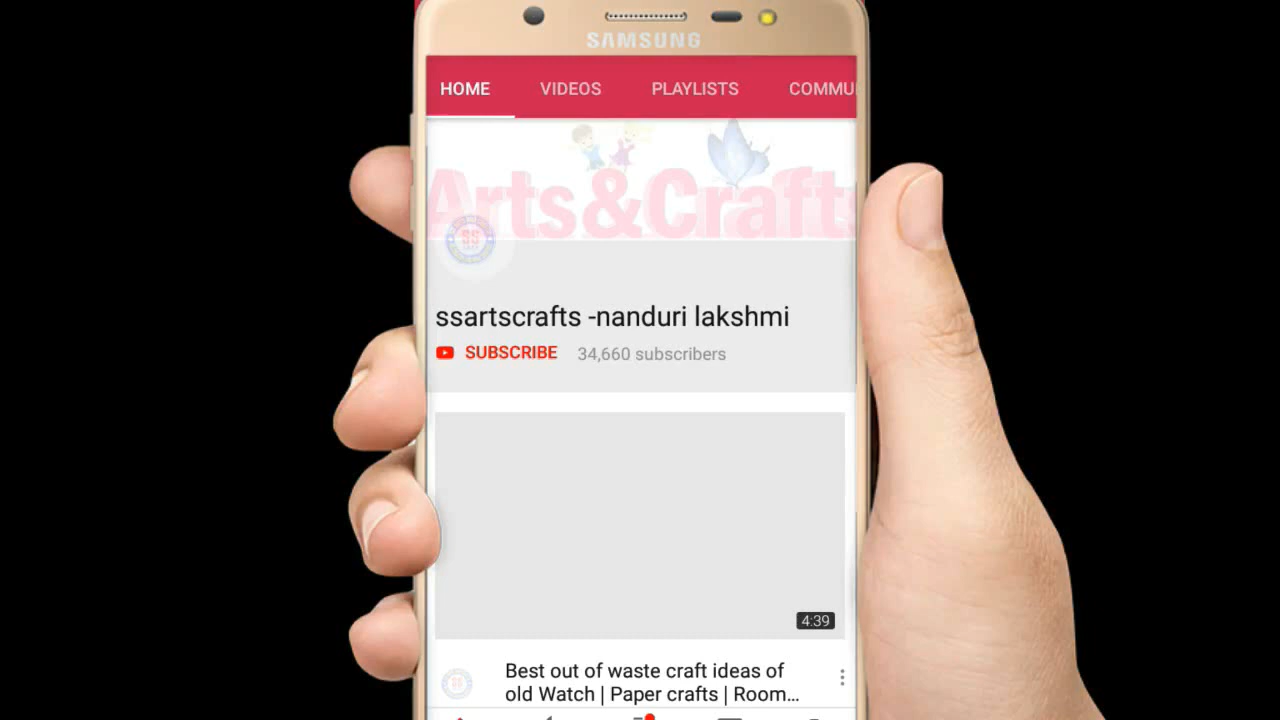 SAMSUNG
HOME VIDEOS PLAYLISTS COMMU
Arts&Crafts
SS
ssartscrafts -nanduri lakshmi
SUBSCRIBE 34,660 subscribers
4:39
Best out of waste craft ideas of
old Watch | Paper crafts | Room...